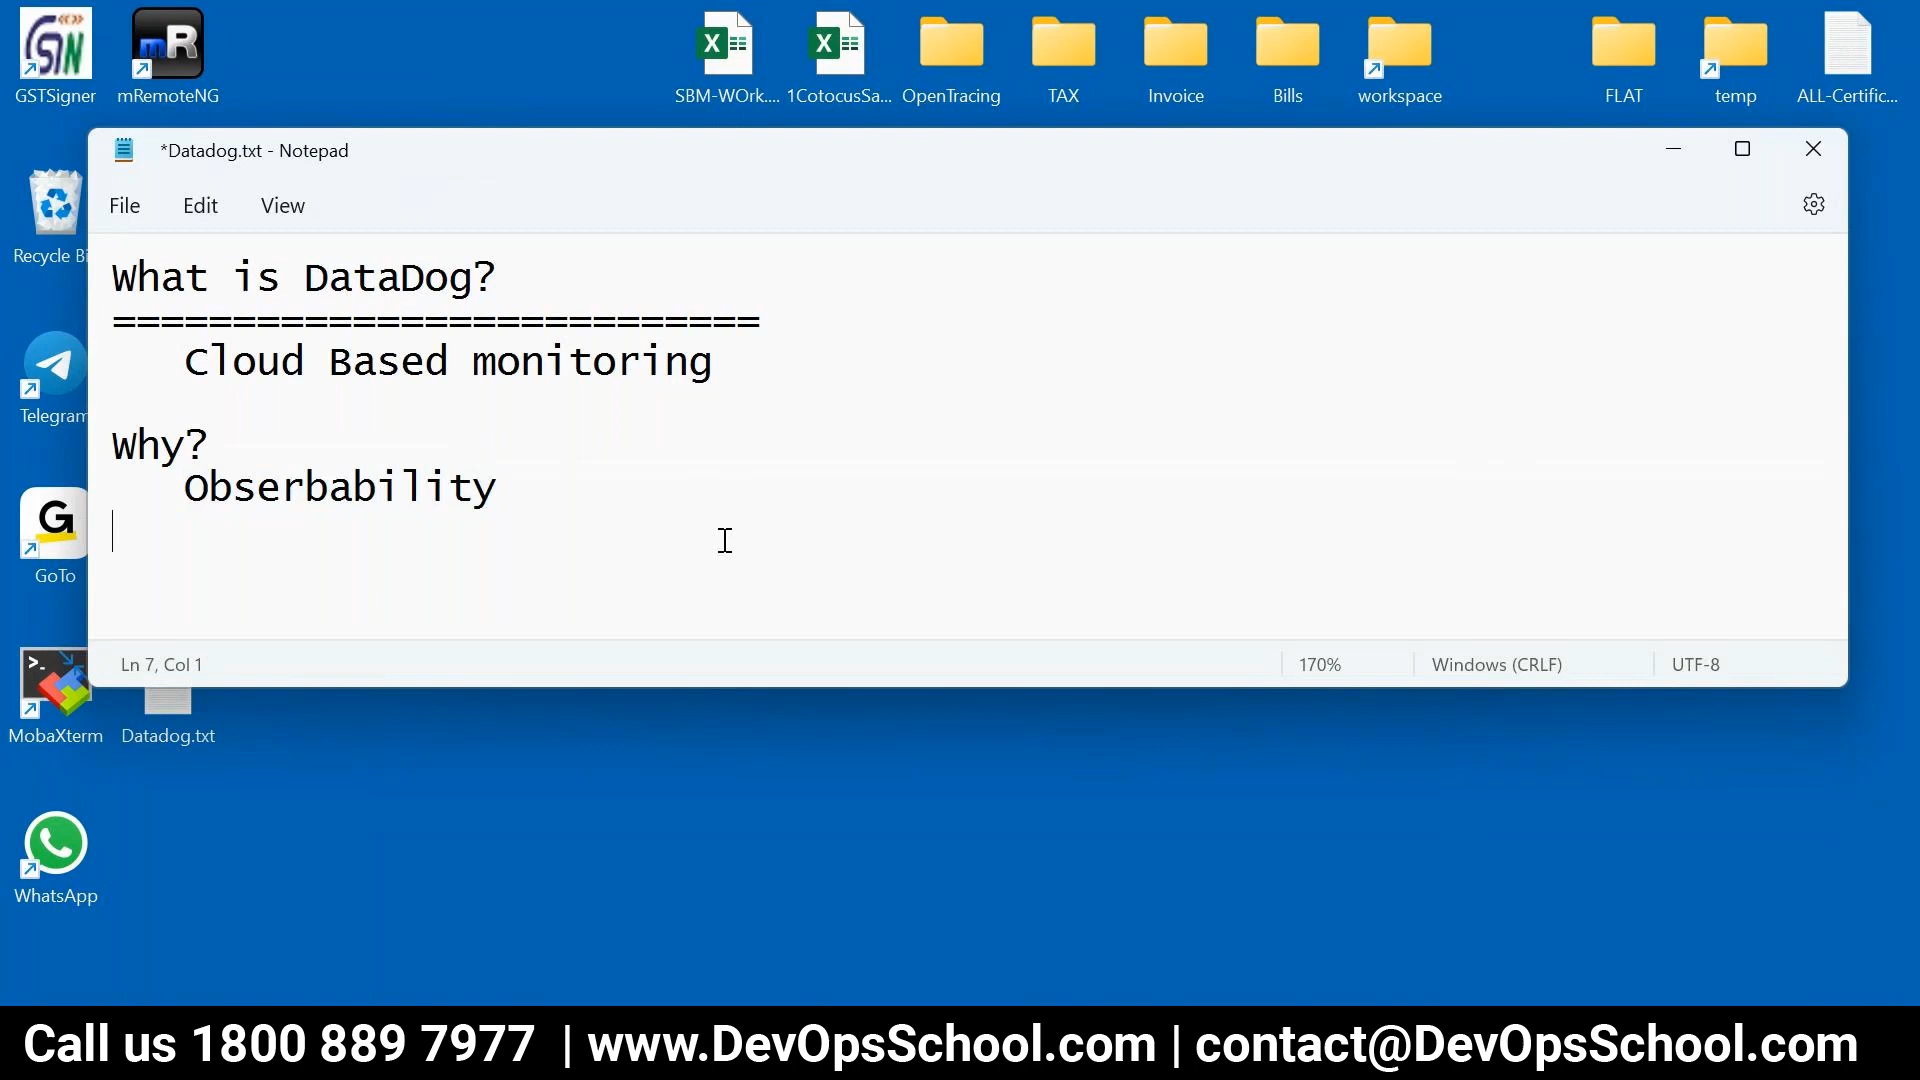 GSTSigner
mRemoteNG
SBM-WOrk....
1CotocusSa...
OpenTracing
TAX
Invoice
Bills
workspace
FLAT
temp
ALL-Certific...
*Datadog.txt - Notepad
File Edit View
What is DataDog?
===========================
Cloud Based monitoring
Why?
Obserbability
Ln 7, Col 1
170%
Windows (CRLF)
UTF-8
Recycle Bi
Telegram
GoTo
MobaXterm
Datadog.txt
WhatsApp
Call us 1800 889 7977 | www.DevOpsSchool.com | contact@DevOpsSchool.com